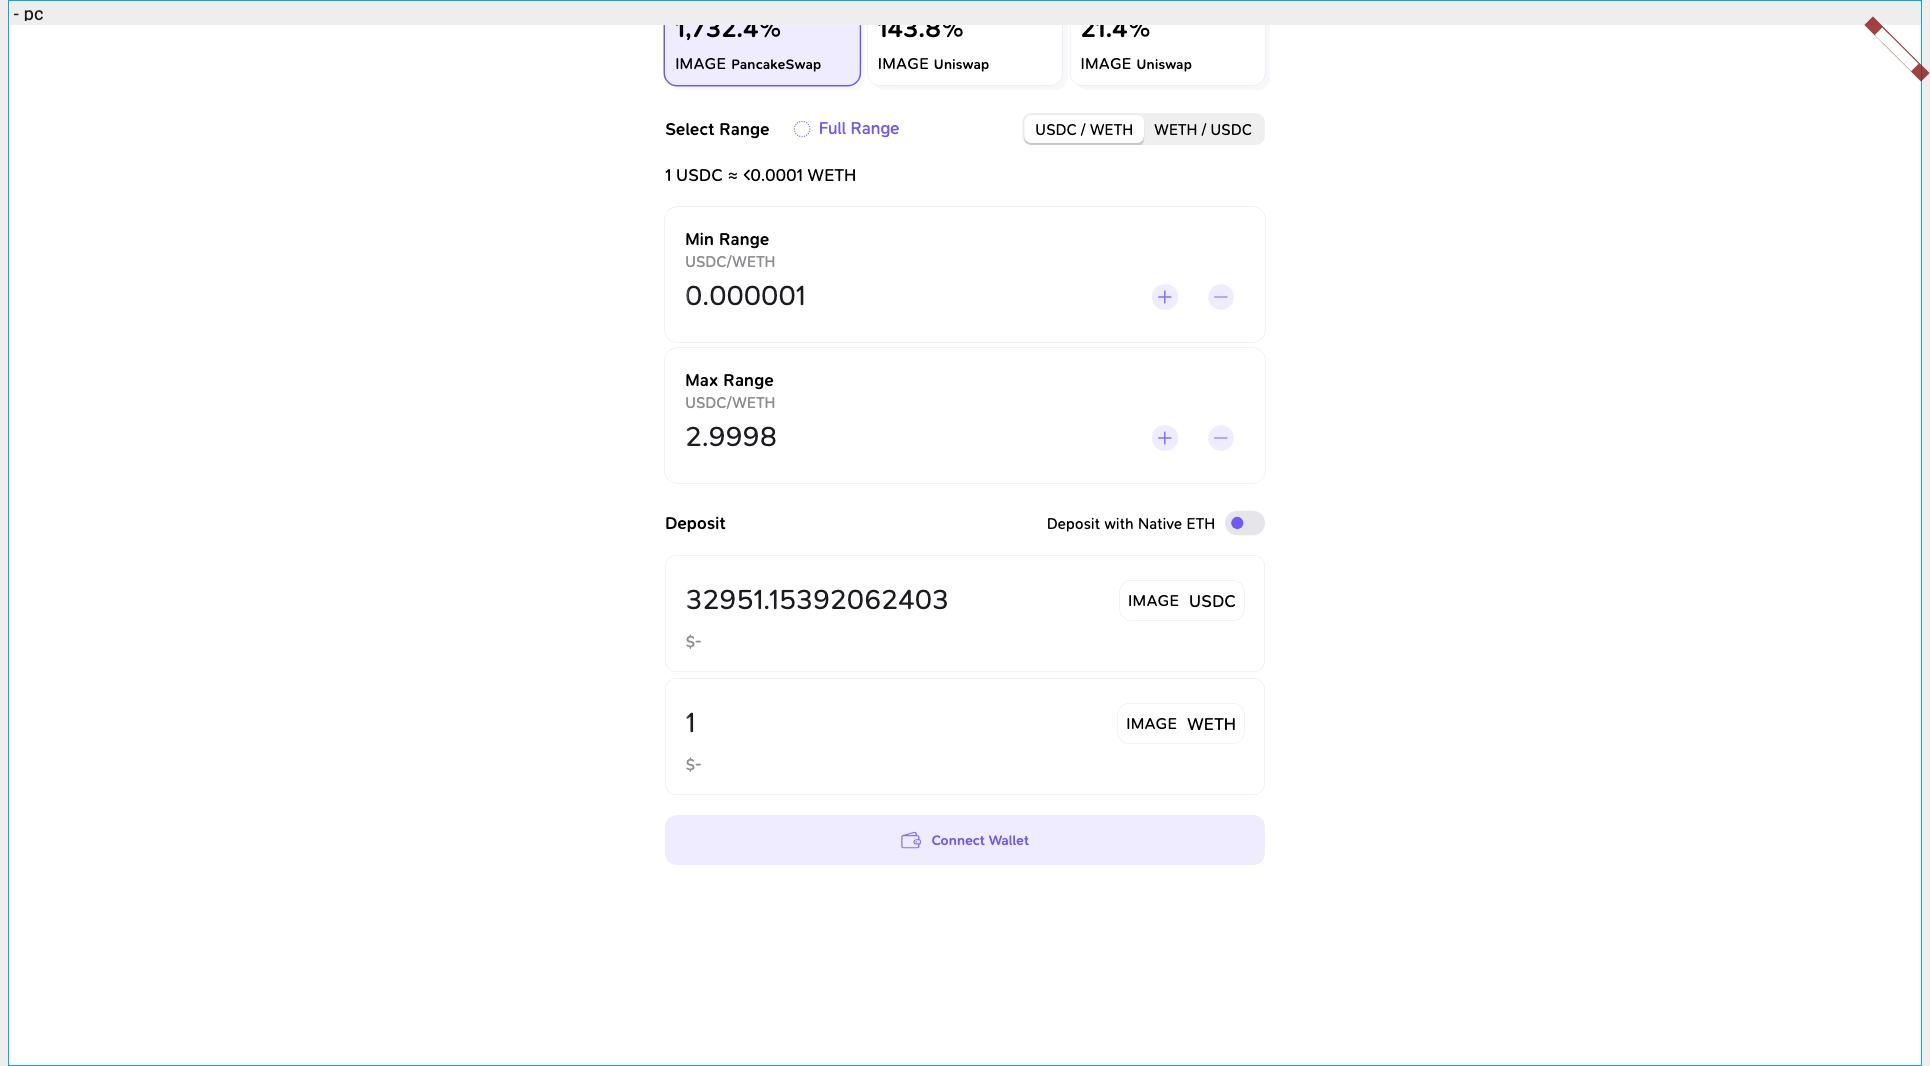 - pc
1,732.4%
143.8%
21.4%
IMAGE PancakeSwap
IMAGE Uniswap
IMAGE Uniswap
Select Range
Full Range
USDC / WETH
WETH / USDC
1 USDC ≈ <0.0001 WETH
Min Range
USDC/WETH
0.000001
Max Range
USDC/WETH
2.9998
Deposit
Deposit with Native ETH
32951.15392062403
IMAGE USDC
$-
1
IMAGE WETH
$-
Connect Wallet